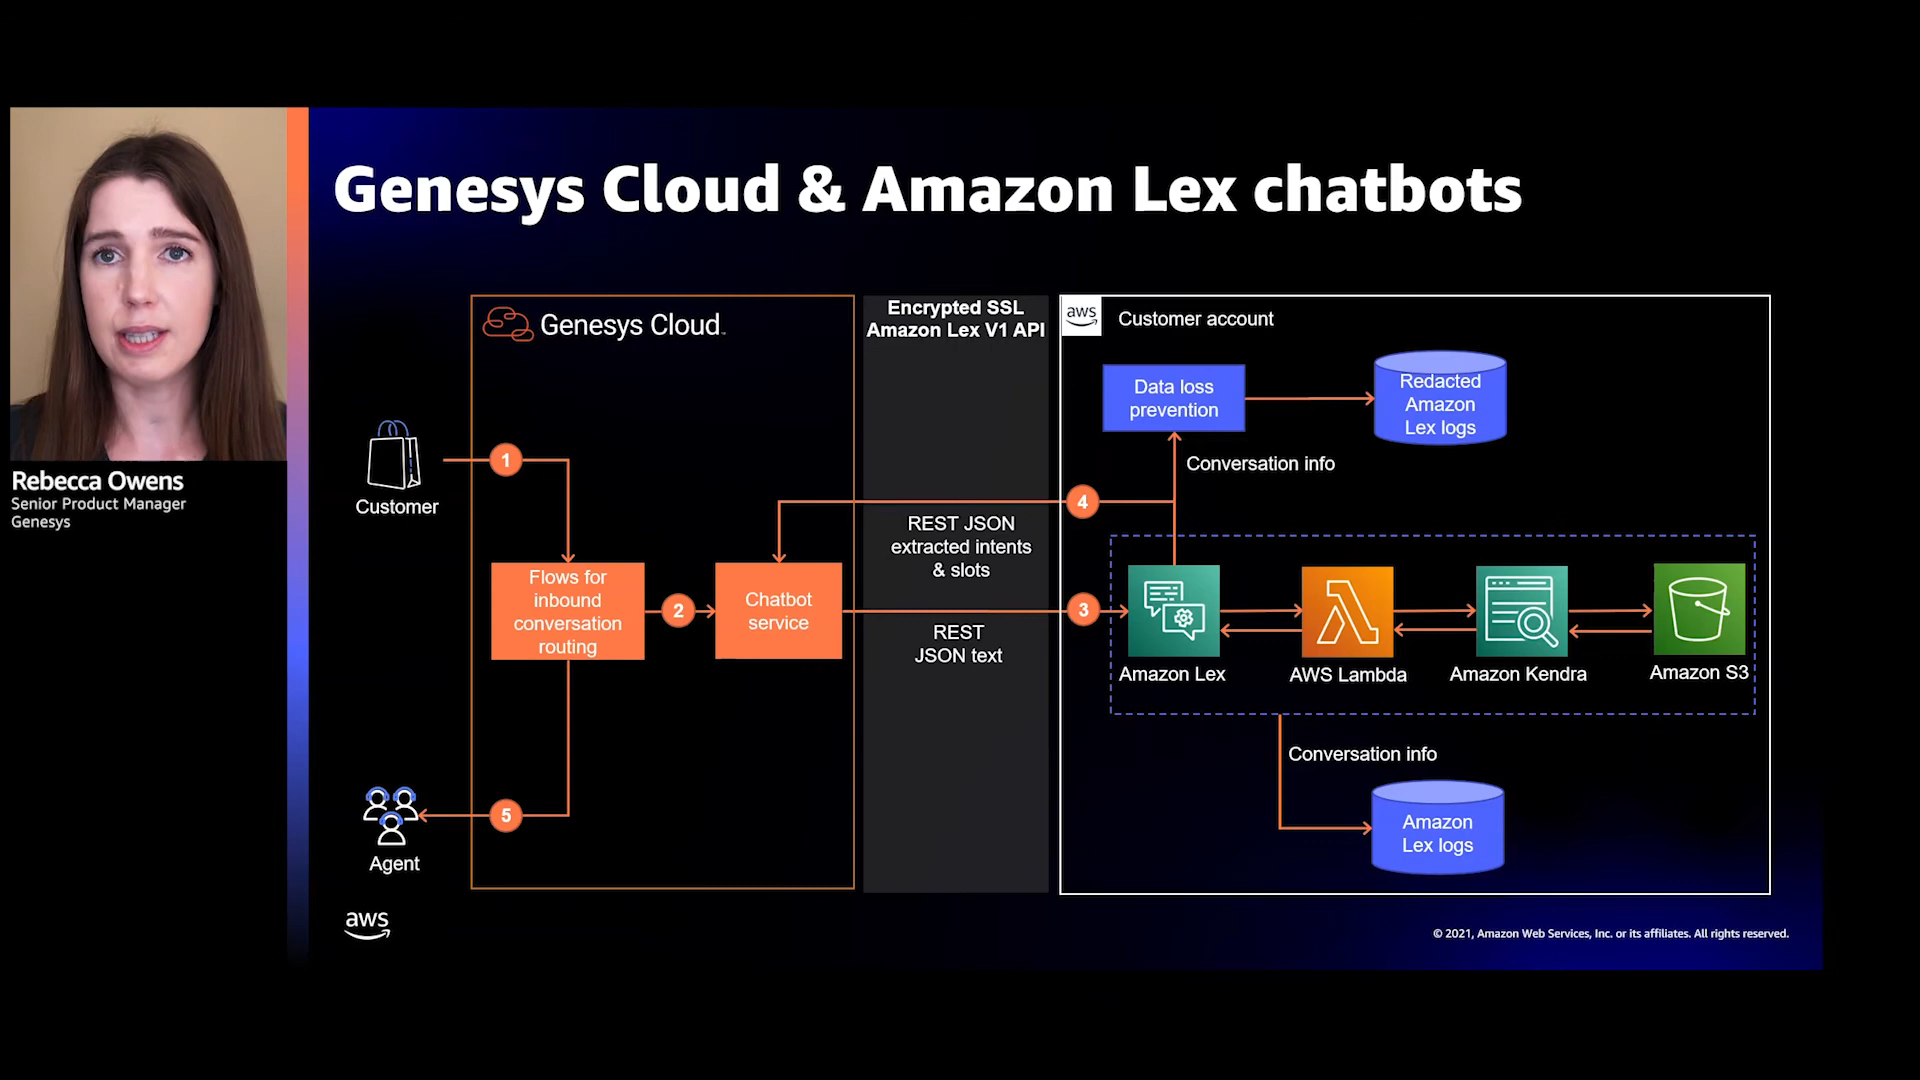 Genesys Cloud & Amazon Lex chatbots
Rebecca Owens
Senior Product Manager
Genesys
Customer
Agent
aws
Genesys Cloud
1
Flows for
inbound
conversation
routing
2
Chatbot
service
5
Encrypted SSL
Amazon Lex V1 API
REST JSON
extracted intents
& slots
REST
JSON text
aws
Customer account
Data loss
prevention
Redacted
Amazon
Lex logs
Conversation info
4
3
Amazon Lex
AWS Lambda
Amazon Kendra
Amazon S3
Conversation info
Amazon
Lex logs
© 2021, Amazon Web Services, Inc. or its affiliates. All rights reserved.